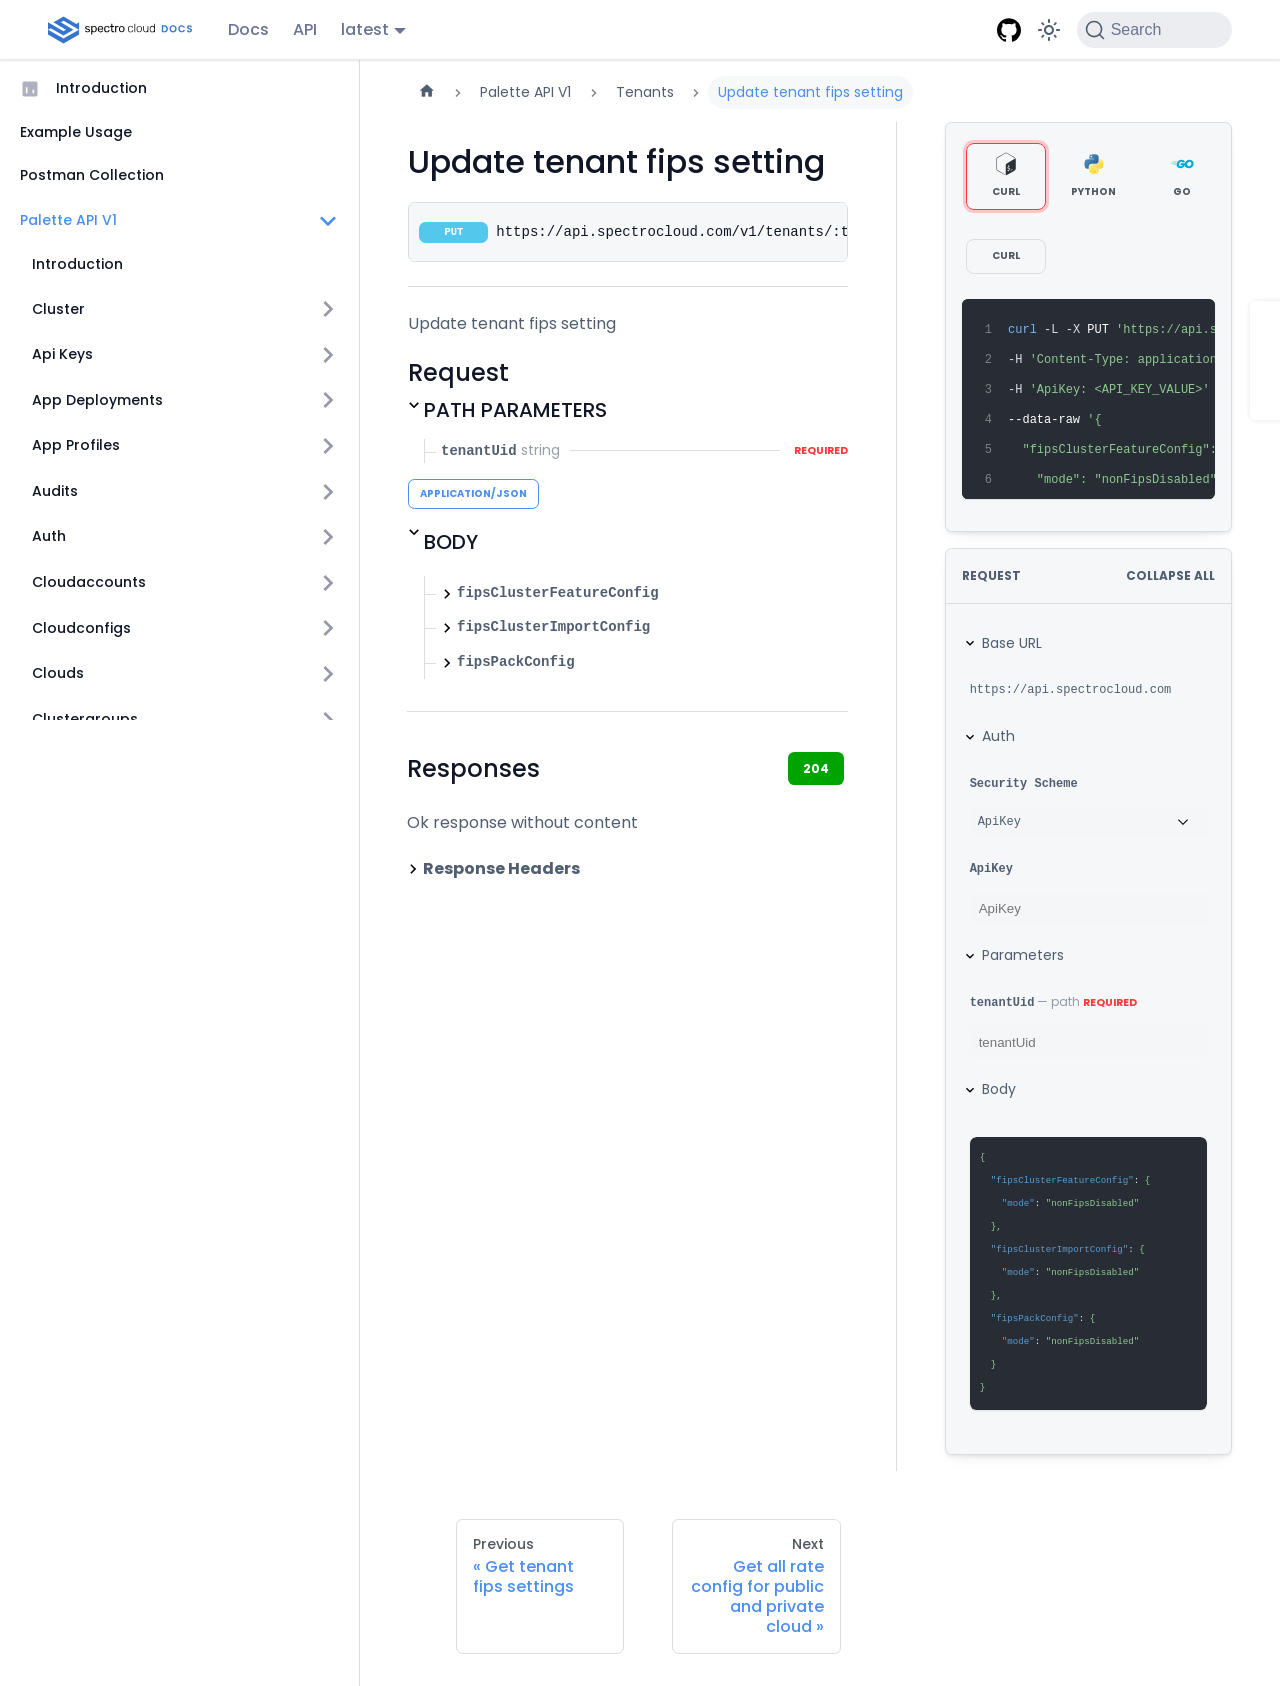 spectro cloud DOCS
Docs
API
latest
Search
Introduction
Example Usage
Postman Collection
Palette API V1
Introduction
Cluster
Api Keys
App Deployments
App Profiles
Audits
Auth
Cloudaccounts
Cloudconfigs
Clouds
Clustergroups
Palette API V1
Tenants
Update tenant fips setting
Update tenant fips setting
PUT https://api.spectrocloud.com/v1/tenants/:t
Update tenant fips setting
Request
PATH PARAMETERS
tenantUid string REQUIRED
APPLICATION/JSON
BODY
fipsClusterFeatureConfig
fipsClusterImportConfig
fipsPackConfig
Responses
204
Ok response without content
Response Headers
CURL
PYTHON
GO
CURL
1 curl -L -X PUT 'https://api.s
2 -H 'Content-Type: application
3 -H 'ApiKey: <API_KEY_VALUE>'
4 --data-raw '{
5 "fipsClusterFeatureConfig":
6 "mode": "nonFipsDisabled"
REQUEST COLLAPSE ALL
Base URL
https://api.spectrocloud.com
Auth
Security Scheme
ApiKey
ApiKey
ApiKey
Parameters
tenantUid — path REQUIRED
tenantUid
Body
{
"fipsClusterFeatureConfig": {
"mode": "nonFipsDisabled"
},
"fipsClusterImportConfig": {
"mode": "nonFipsDisabled"
},
"fipsPackConfig": {
"mode": "nonFipsDisabled"
}
}
Previous
« Get tenant
fips settings
Next
Get all rate
config for public
and private
cloud »